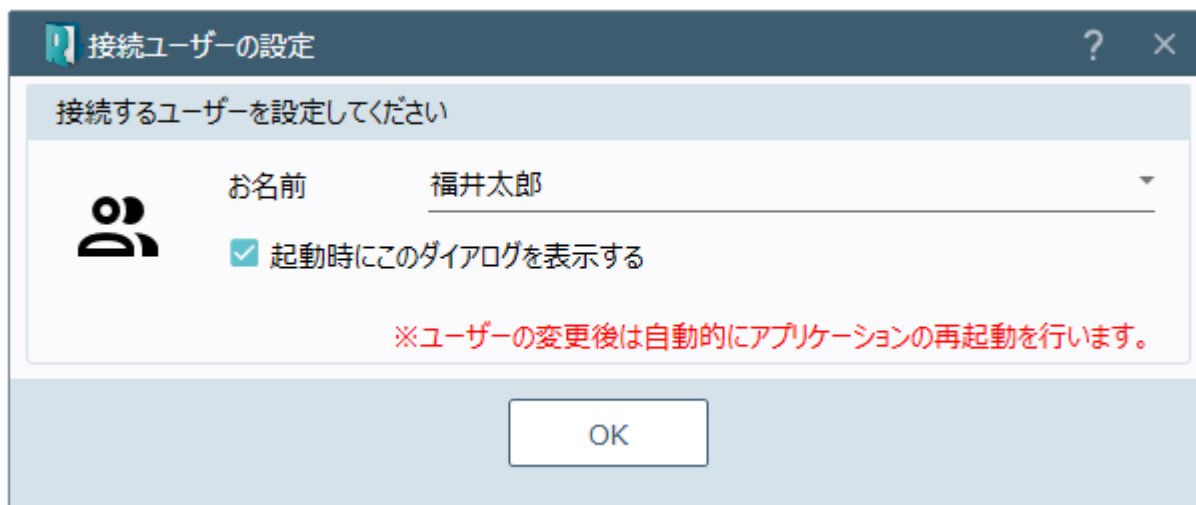 接続ユーザーの設定
?
×
接続するユーザーを設定してください
お名前
福井太郎
起動時にこのダイアログを表示する
※ユーザーの変更後は自動的にアプリケーションの再起動を行います。
OK